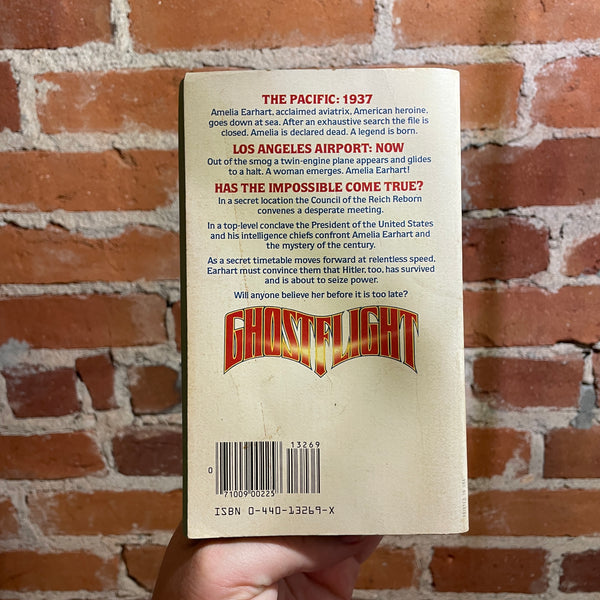 THE PACIFIC: 1937
Amelia Earhart, acclaimed aviatrix, American heroine,
goes down at sea. After an exhaustive search the file is
closed. Amelia is declared dead. A legend is born.
LOS ANGELES AIRPORT: NOW
Out of the smog a twin-engine plane appears and glides
to a halt. A woman emerges. Amelia Earhart!
HAS THE IMPOSSIBLE COME TRUE?
In a secret location the Council of the Reich Reborn
convenes a desperate meeting.
In a top-level conclave the President of the United States
and his intelligence chiefs confront Amelia Earhart and
the mystery of the century.
As a secret timetable moves forward at relentless speed.
Earhart must convince them that Hitler, too, has survived
and is about to seize power.
Will anyone believe her before it is too late?
GHOSTFLIGHT
13269
0
71009 00225
ISBN 0-440-13269-X